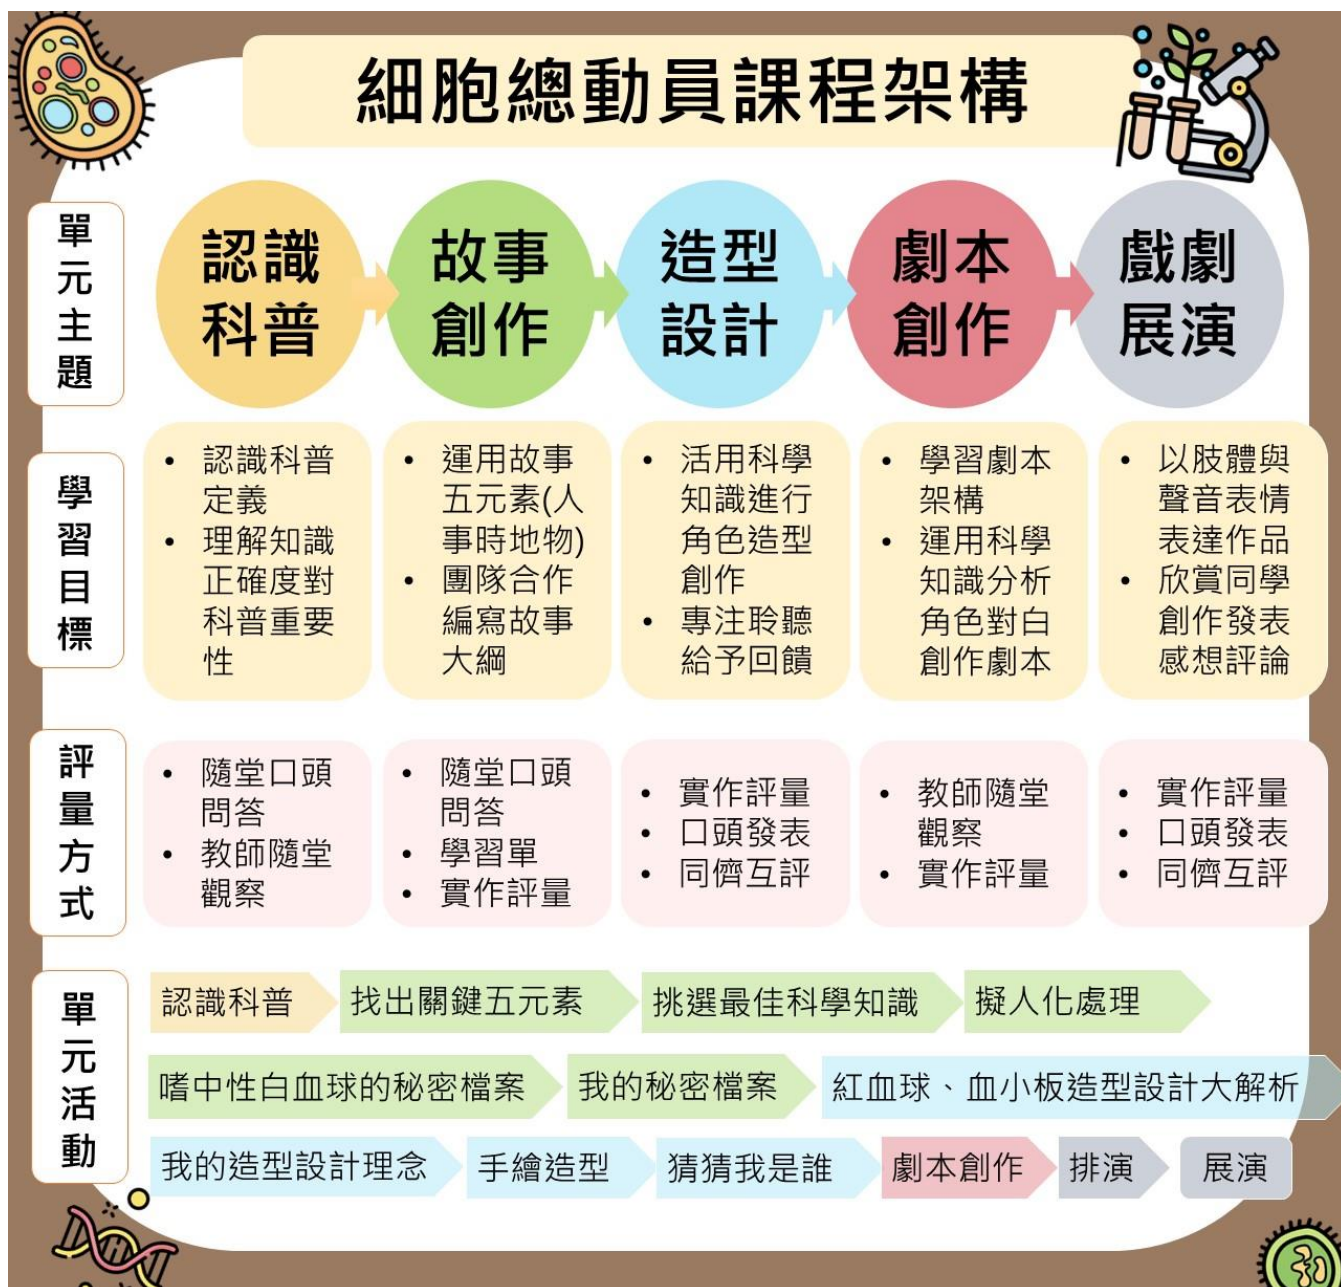 細胞總動員課程架構
單元主題
認識
科普
故事
創作
造型
設計
劇本
創作
戲劇
展演
學習目標
• 認識科普
定義
• 理解知識
正確度對
科普重要
性
• 運用故事
五元素(人
事時地物)
• 團隊合作
編寫故事
大綱
• 活用科學
知識進行
角色造型
創作
• 專注聆聽
給予回饋
• 學習劇本
架構
• 運用科學
知識分析
角色對白
創作劇本
• 以肢體與
聲音表情
表達作品
• 欣賞同學
創作發表
感想評論
評量方式
• 隨堂口頭
問答
• 教師隨堂
觀察
• 隨堂口頭
問答
• 學習單
• 實作評量
• 實作評量
• 口頭發表
• 同儕互評
• 教師隨堂
觀察
• 實作評量
• 實作評量
• 口頭發表
• 同儕互評
單元活動
認識科普
找出關鍵五元素
挑選最佳科學知識
擬人化處理
嗜中性白血球的秘密檔案
我的秘密檔案
紅血球、血小板造型設計大解析
我的造型設計理念
手繪造型
猜猜我是誰
劇本創作
排演
展演